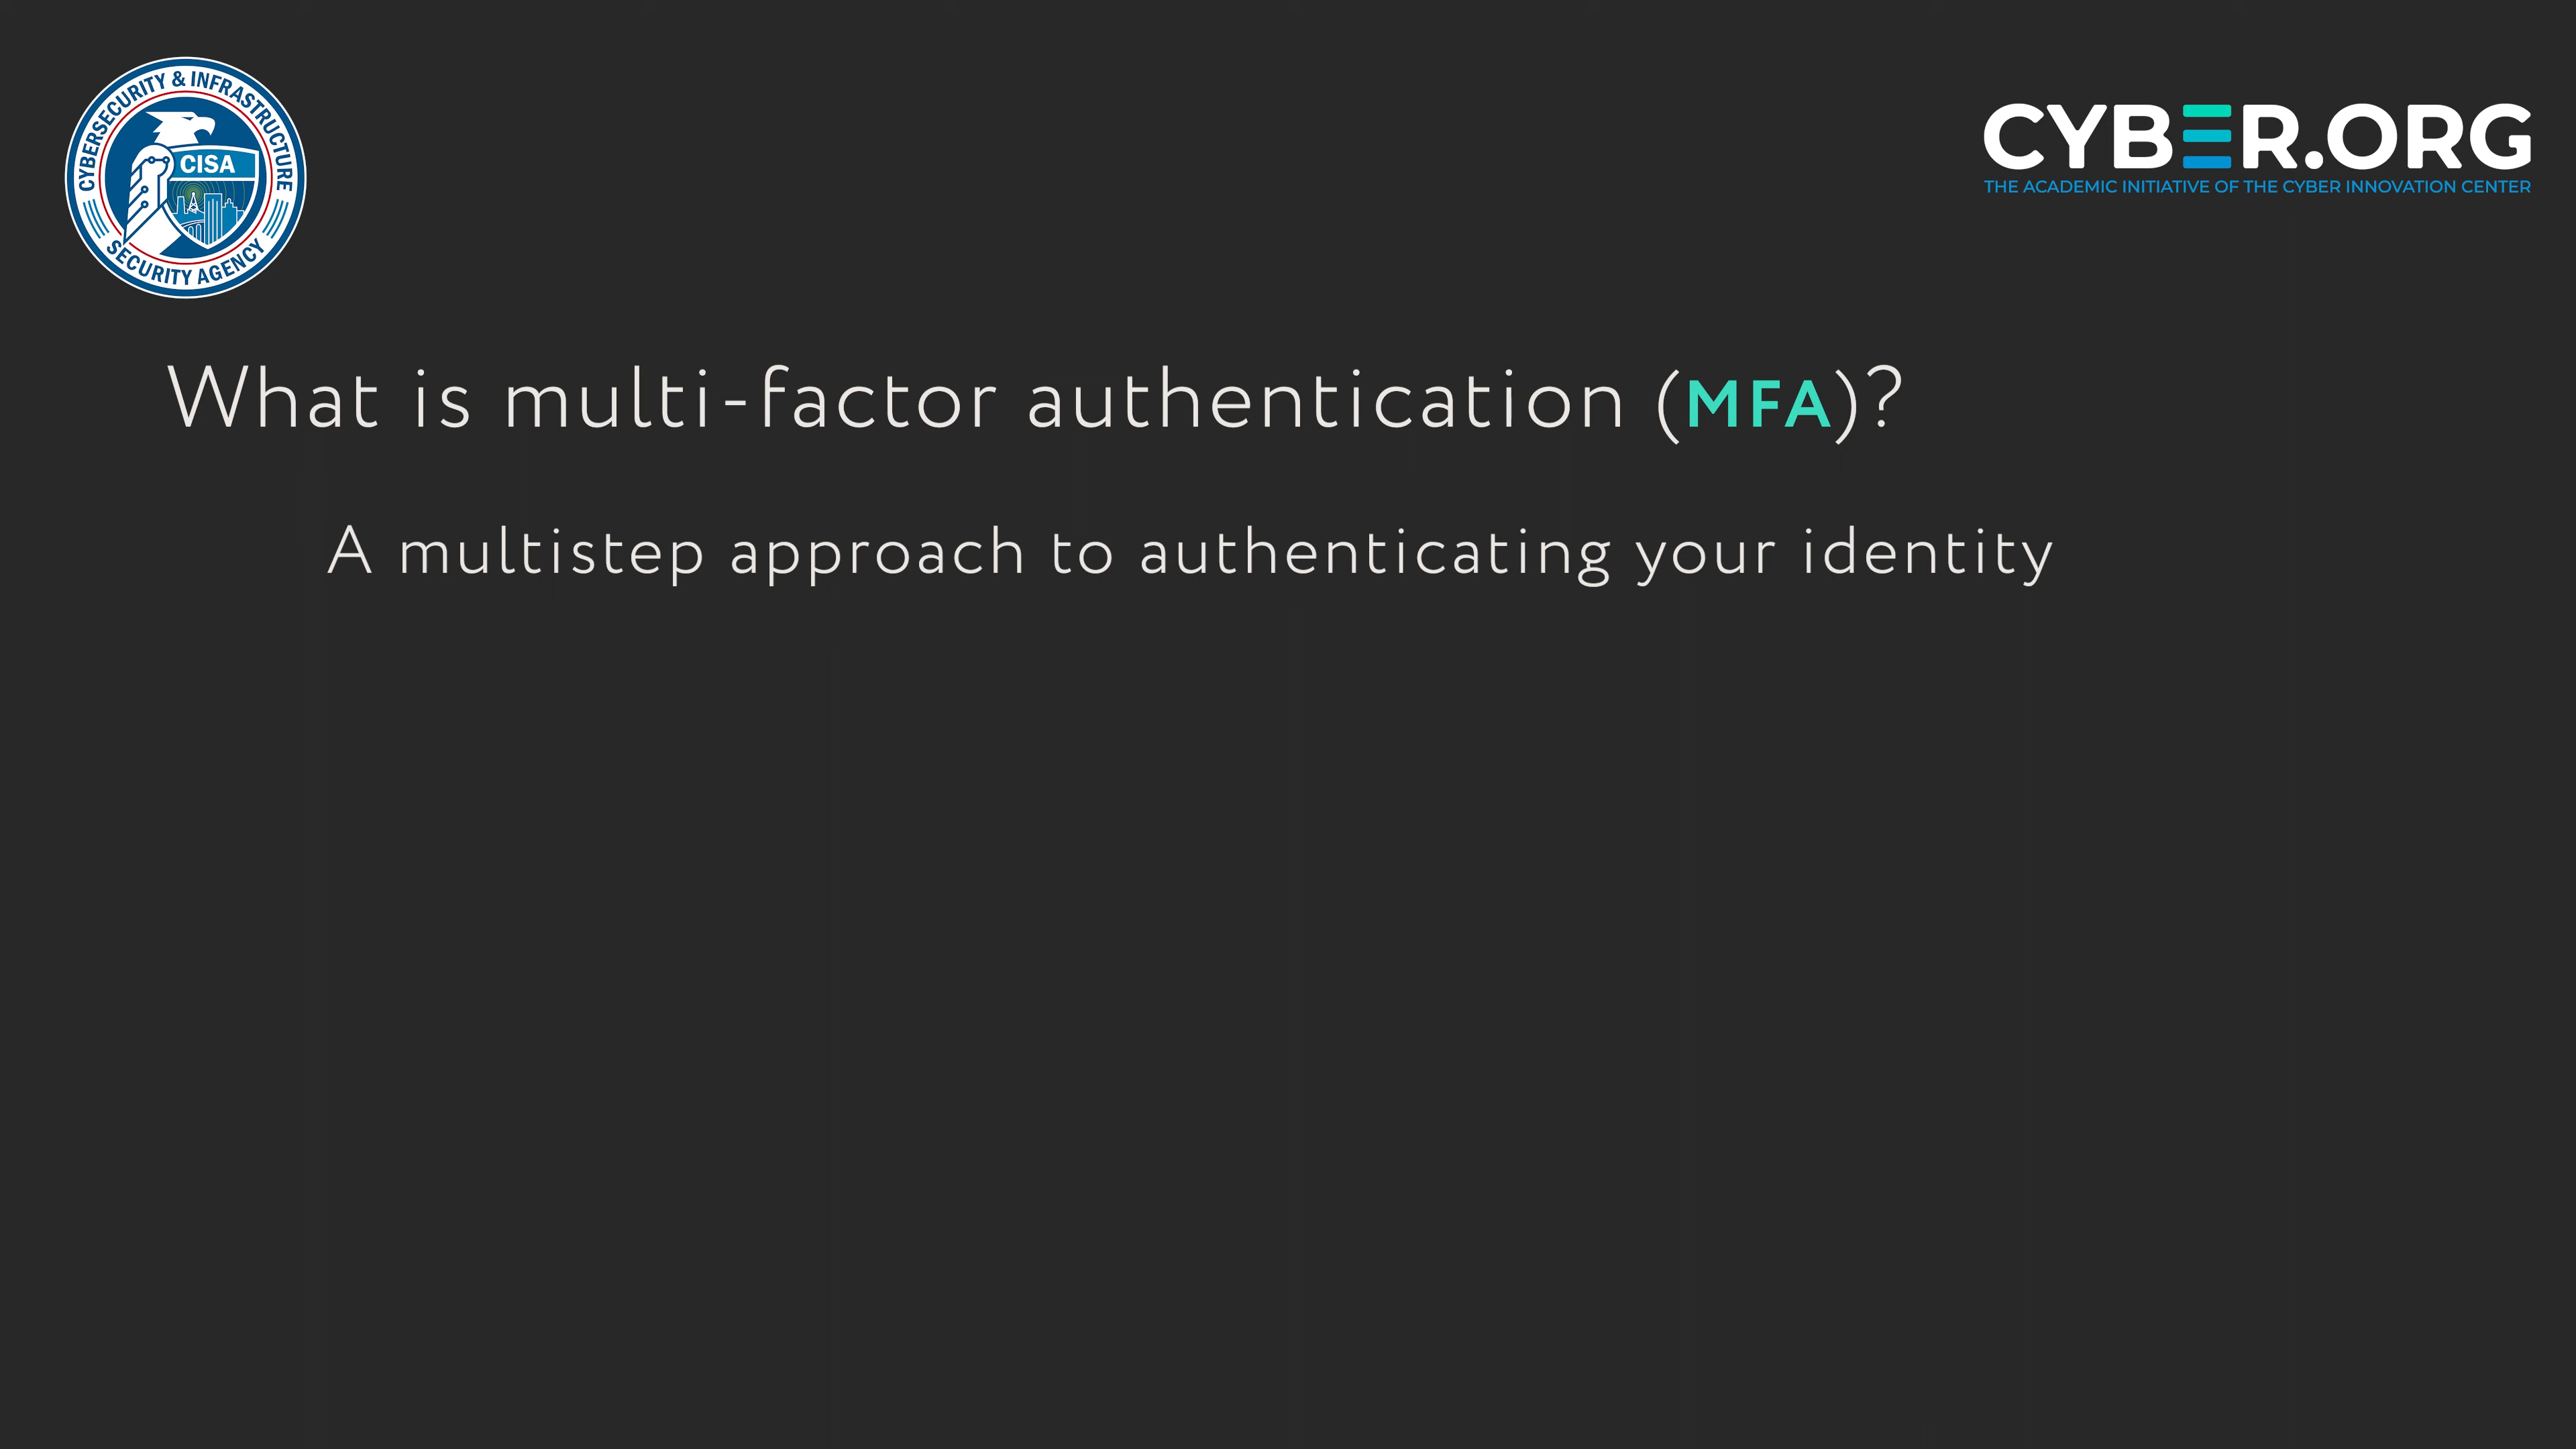 CYBERSECURITY & INFRASTRUCTURE
CISA
SECURITY AGENCY
CYBER.ORG
THE ACADEMIC INITIATIVE OF THE CYBER INNOVATION CENTER
What is multi-factor authentication (MFA)?
A multistep approach to authenticating your identity